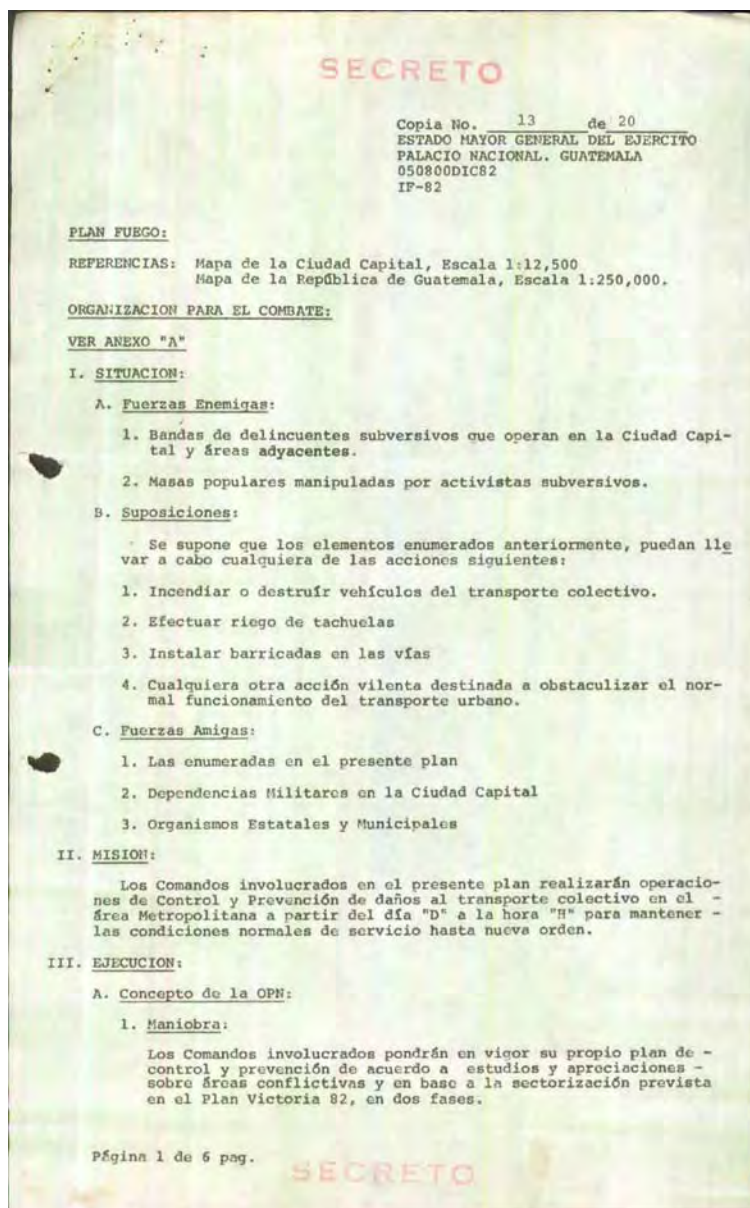 SECRETO
Copia No. 13 de 20
ESTADO MAYOR GENERAL DEL EJERCITO
PALACIO NACIONAL. GUATEMALA
050800DIC82
IF-82
PLAN FUEGO:
REFERENCIAS: Mapa de la Ciudad Capital, Escala 1:12,500
Mapa de la República de Guatemala, Escala 1:250,000.
ORGANIZACION PARA EL COMBATE:
VER ANEXO "A"
I. SITUACION:
A. Fuerzas Enemigas:
1. Bandas de delincuentes subversivos que operan en la Ciudad Capi-
tal y áreas adyacentes.
2. Masas populares manipuladas por activistas subversivos.
B. Suposiciones:
Se supone que los elementos enumerados anteriormente, puedan lle
var a cabo cualquiera de las acciones siguientes:
1. Incendiar o destruír vehículos del transporte colectivo.
2. Efectuar riego de tachuelas
3. Instalar barricadas en las vías
4. Cualquiera otra acción vilenta destinada a obstaculizar el nor-
mal funcionamiento del transporte urbano.
C. Fuerzas Amigas:
1. Las enumeradas en el presente plan
2. Dependencias Militares en la Ciudad Capital
3. Organismos Estatales y Municipales
II. MISION:
Los Comandos involucrados en el presente plan realizarán operacio-
nes de Control y Prevención de daños al transporte colectivo en el -
área Metropolitana a partir del día "D" a la hora "H" para mantener -
las condiciones normales de servicio hasta nueva orden.
III. EJECUCION:
A. Concepto de la OPN:
1. Maniobra:
Los Comandos involucrados pondrán en vigor su propio plan de -
control y prevención de acuerdo a estudios y apreciaciones -
sobre áreas conflictivas y en base a la sectorización prevista
en el Plan Victoria 82, en dos fases.
Página 1 de 6 pag.
SECRETO